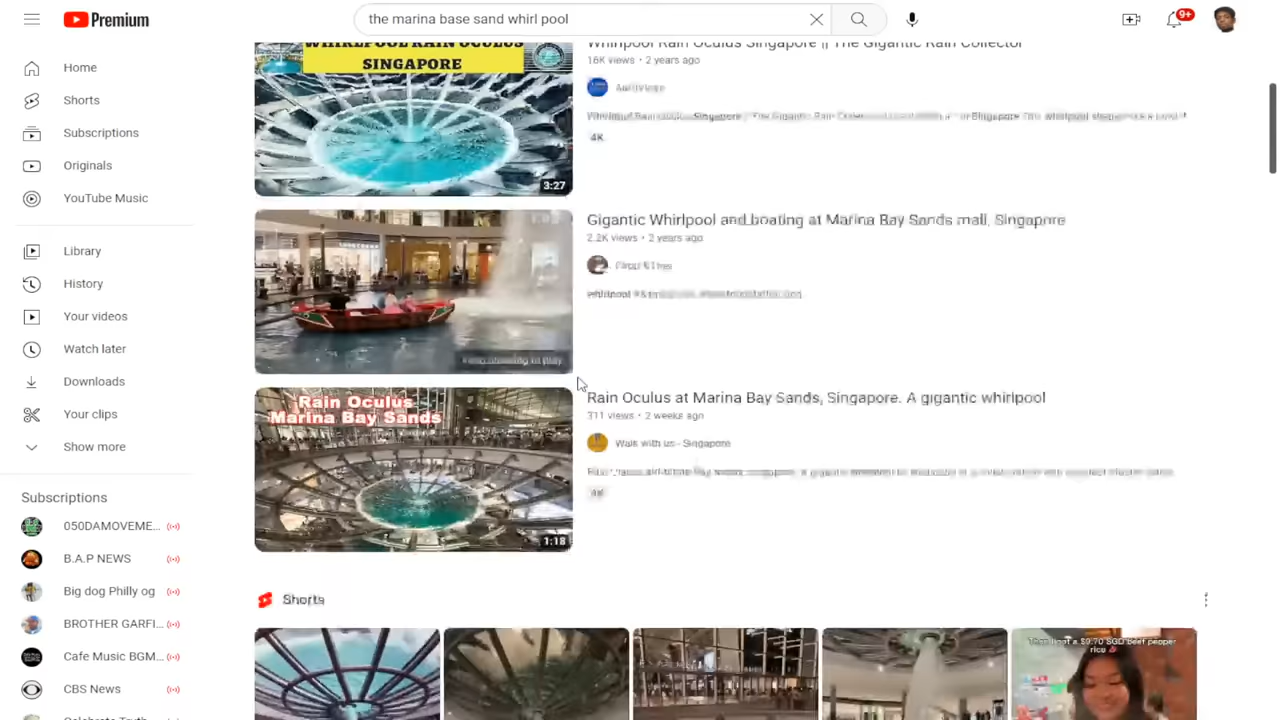 Premium
the marina base sand whirl pool
9+
Home
Shorts
Subscriptions
Originals
YouTube Music
Library
History
Your videos
Watch later
Downloads
Your clips
Show more
Subscriptions
050DAMOVEME...
B.A.P NEWS
Big dog Philly og
BROTHER GARFI...
Cafe Music BGM...
CBS News
Celebrate Truth
WHIRLPOOL RAIN OCULUS
SINGAPORE
3:27
Whirlpool Rain Oculus Singapore || The Gigantic Rain Collector
16K views • 2 years ago
4K
Gigantic Whirlpool and boating at Marina Bay Sands mall, Singapore
2.2K views • 2 years ago
Rain Oculus
Marina Bay Sands
1:18
Rain Oculus at Marina Bay Sands, Singapore. A gigantic whirlpool
311 views • 2 weeks ago
Walk with us - Singapore
4K
Shorts